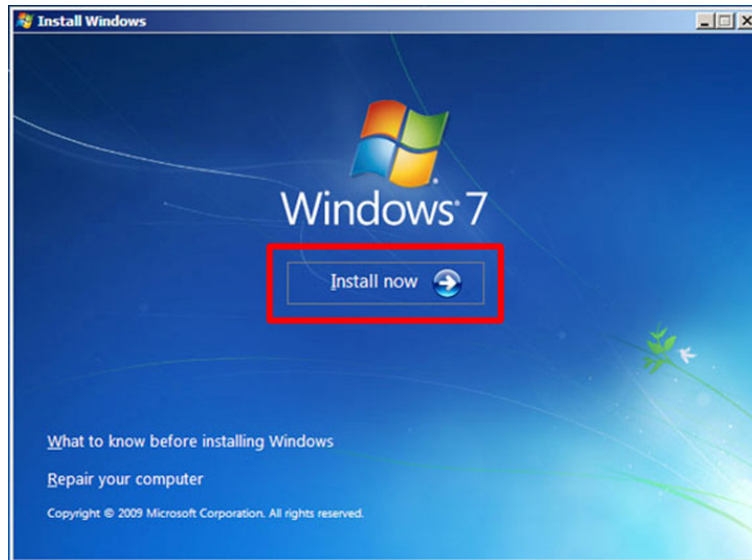 Install Windows
Windows® 7
Install now
What to know before installing Windows
Repair your computer
Copyright © 2009 Microsoft Corporation. All rights reserved.